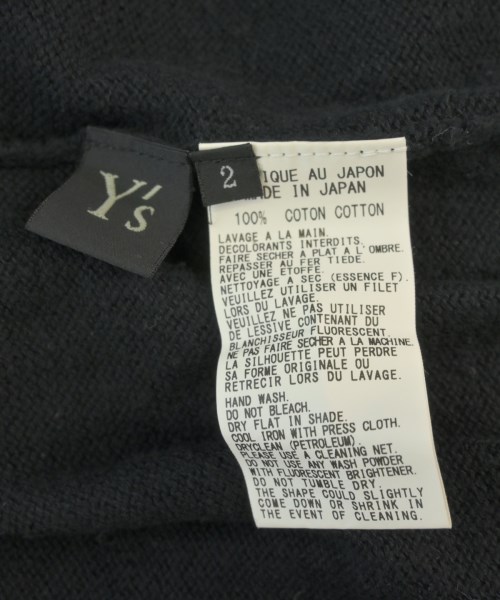 Y's
2
IQUE AU JAPON
ADE IN JAPAN
100% COTON COTTON
LAVAGE A LA MAIN.
DECOLORANTS INTERDITS.
FAIRE SECHER A PLAT A L'OMBRE.
REPASSER AU FER TIEDE.
AVEC UNE ETOFFE.
NETTOYAGE A SEC (ESSENCE F).
VEUILLEZ UTILISER UN FILET
LORS DU LAVAGE.
VEUILLEZ NE PAS UTILISER
DE LESSIVE CONTENANT DU
BLANCHISSEUR FLUORESCENT.
NE PAS FAIRE SECHER A LA MACHINE.
LA SILHOUETTE PEUT PERDRE
SA FORME ORIGINALE OU
RETRECIR LORS DU LAVAGE.
HAND WASH.
DO NOT BLEACH.
DRY FLAT IN SHADE.
COOL IRON WITH PRESS CLOTH.
DRYCLEAN (PETROLEUM).
PLEASE USE A CLEANING NET.
DO NOT USE ANY WASH POWDER
WITH FLUORESCENT BRIGHTENER.
DO NOT TUMBLE DRY.
THE SHAPE COULD SLIGHTLY
COME DOWN OR SHRINK IN
THE EVENT OF CLEANING.